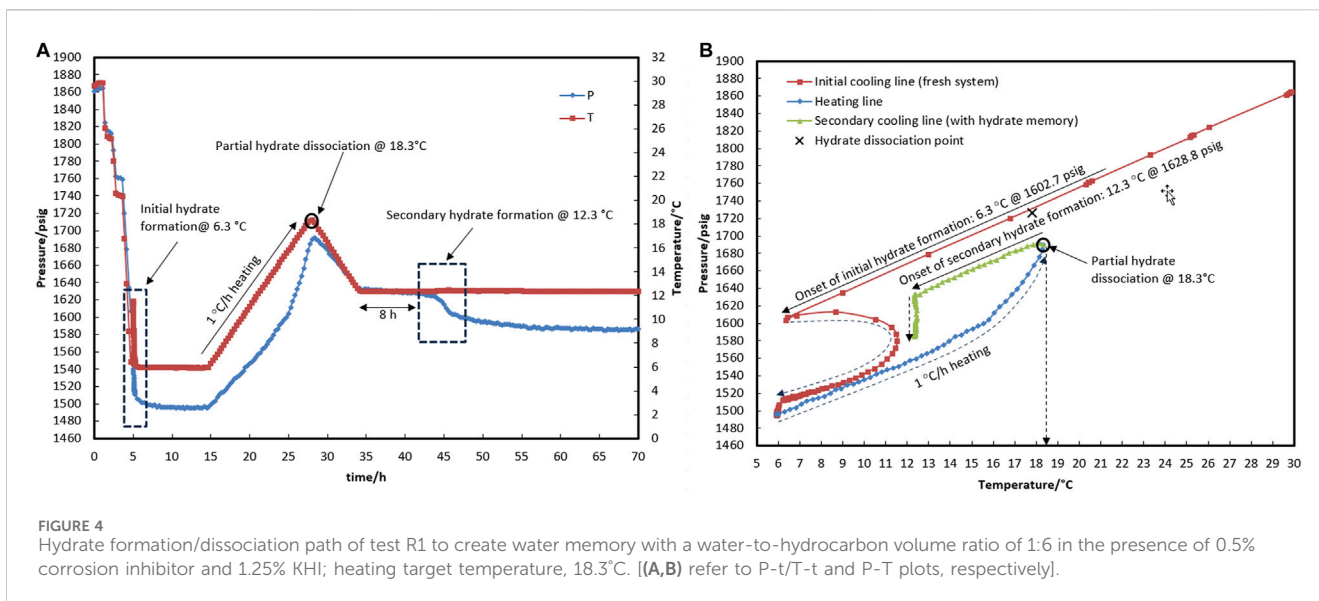 A
1900
1880
1860
1840
1820
1800
1780
1760
1740
1720
1700
1680
1660
1640
1620
1600
1580
1560
1540
1520
1500
1480
1460
Pressure/psig
0 5 10 15 20 25 30 35 40 45 50 55 60 65 70
time/h
32
30
28
26
24
22
20
18
16
14
12
10
8
6
4
2
0
Temperature/°C
P
T
Partial hydrate dissociation @ 18.3°C
Initial hydrate
formation@ 6.3 °C
Secondary hydrate formation @ 12.3 °C
1 °C/h heating
8 h
B
1900
1880
1860
1840
1820
1800
1780
1760
1740
1720
1700
1680
1660
1640
1620
1600
1580
1560
1540
1520
1500
1480
1460
Pressure/psig
5 6 7 8 9 10 11 12 13 14 15 16 17 18 19 20 21 22 23 24 25 26 27 28 29 30
Temperature/°C
Initial cooling line (fresh system)
Heating line
Secondary cooling line (with hydrate memory)
Hydrate dissociation point
Onset of initial hydrate formation: 6.3 °C @ 1602.7 psig
Onset of secondary hydrate formation: 12.3 °C @ 1628.8 psig
Partial hydrate
dissociation @ 18.3°C
1 °C/h heating
FIGURE 4
Hydrate formation/dissociation path of test R1 to create water memory with a water-to-hydrocarbon volume ratio of 1:6 in the presence of 0.5%
corrosion inhibitor and 1.25% KHI; heating target temperature, 18.3°C. [(A,B) refer to P-t/T-t and P-T plots, respectively].